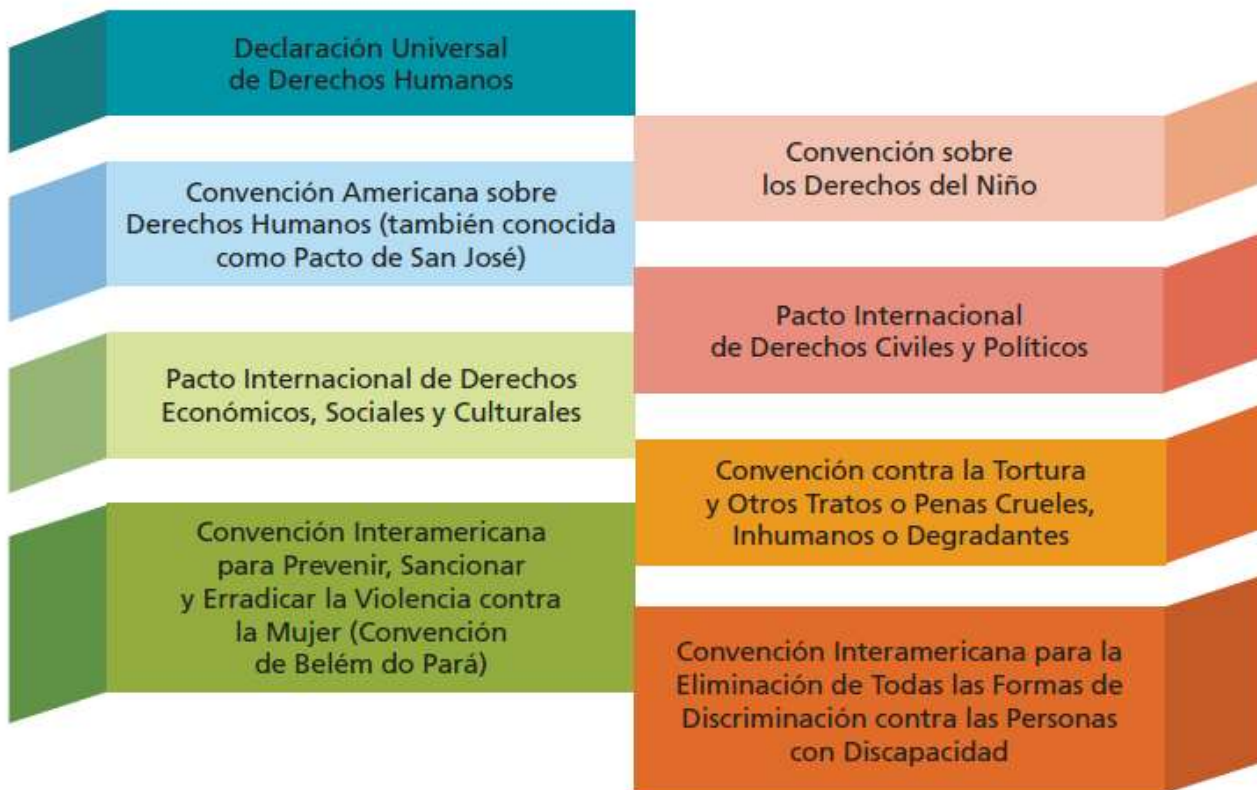 Declaración Universal
de Derechos Humanos
Convención sobre
los Derechos del Niño
Convención Americana sobre
Derechos Humanos (también conocida
como Pacto de San José)
Pacto Internacional
de Derechos Civiles y Políticos
Pacto Internacional de Derechos
Económicos, Sociales y Culturales
Convención contra la Tortura
y Otros Tratos o Penas Crueles,
Inhumanos o Degradantes
Convención Interamericana
para Prevenir, Sancionar
y Erradicar la Violencia contra
la Mujer (Convención
de Belém do Pará)
Convención Interamericana para la
Eliminación de Todas las Formas de
Discriminación contra las Personas
con Discapacidad